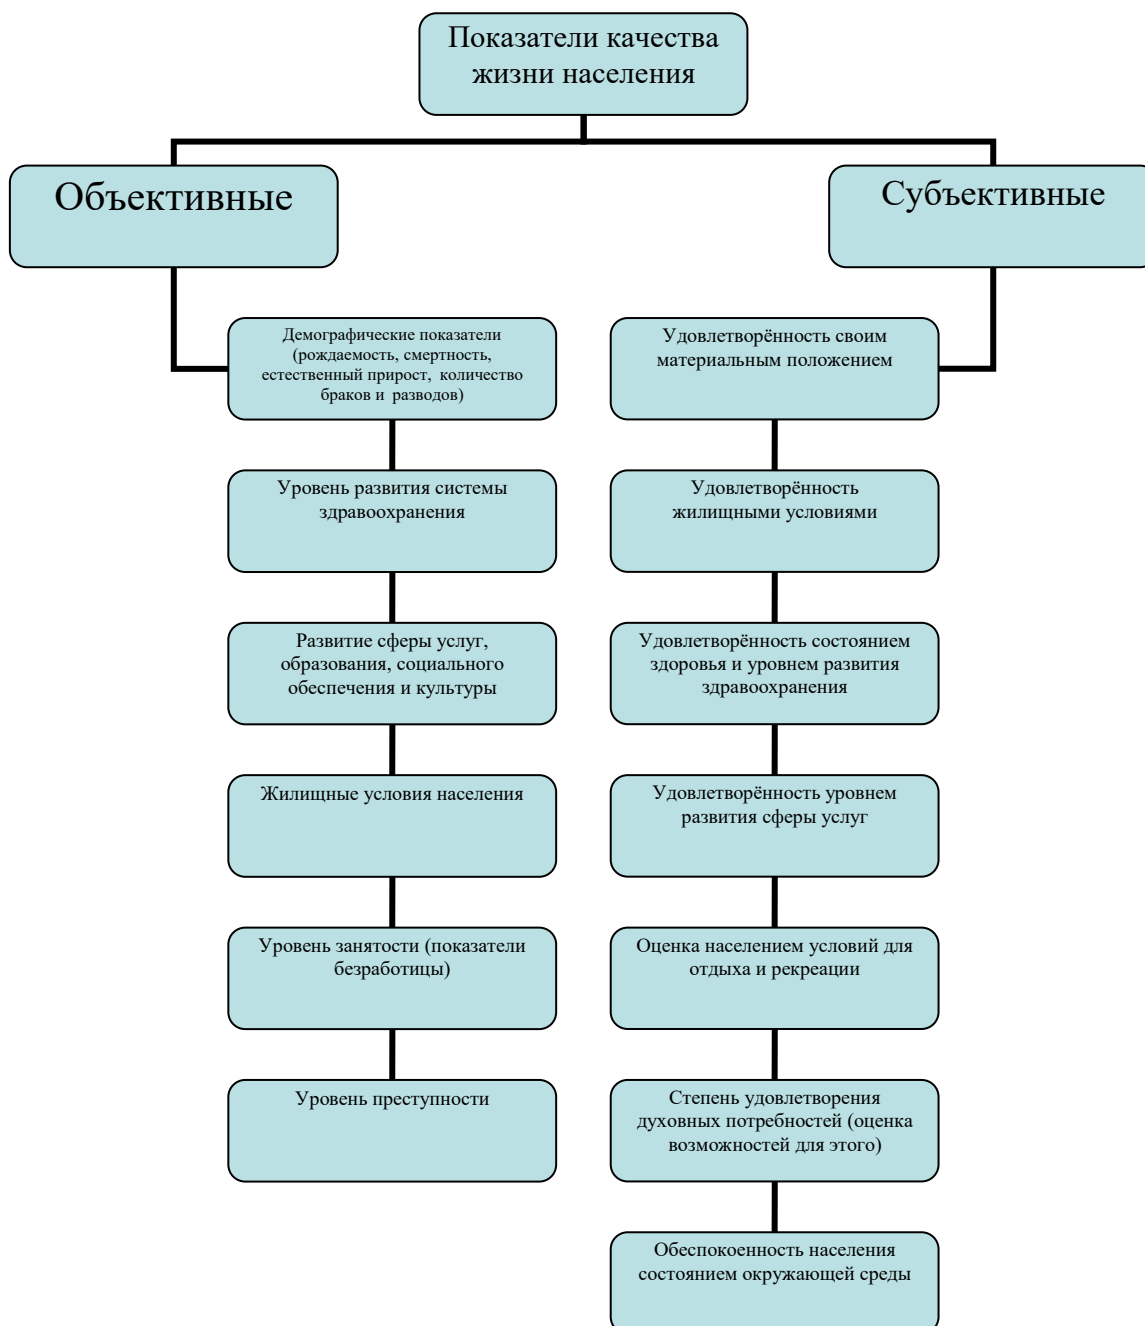 Показатели качества
жизни населения
Объективные
Субъективные
Демографические показатели
(рождаемость, смертность,
естественный прирост, количество
браков и разводов)
Уровень развития системы
здравоохранения
Развитие сферы услуг,
образования, социального
обеспечения и культуры
Жилищные условия населения
Уровень занятости (показатели
безработицы)
Уровень преступности
Удовлетворённость своим
материальным положением
Удовлетворённость
жилищными условиями
Удовлетворённость состоянием
здоровья и уровнем развития
здравоохранения
Удовлетворённость уровнем
развития сферы услуг
Оценка населением условий для
отдыха и рекреации
Степень удовлетворения
духовных потребностей (оценка
возможностей для этого)
Обеспокоенность населения
состоянием окружающей среды